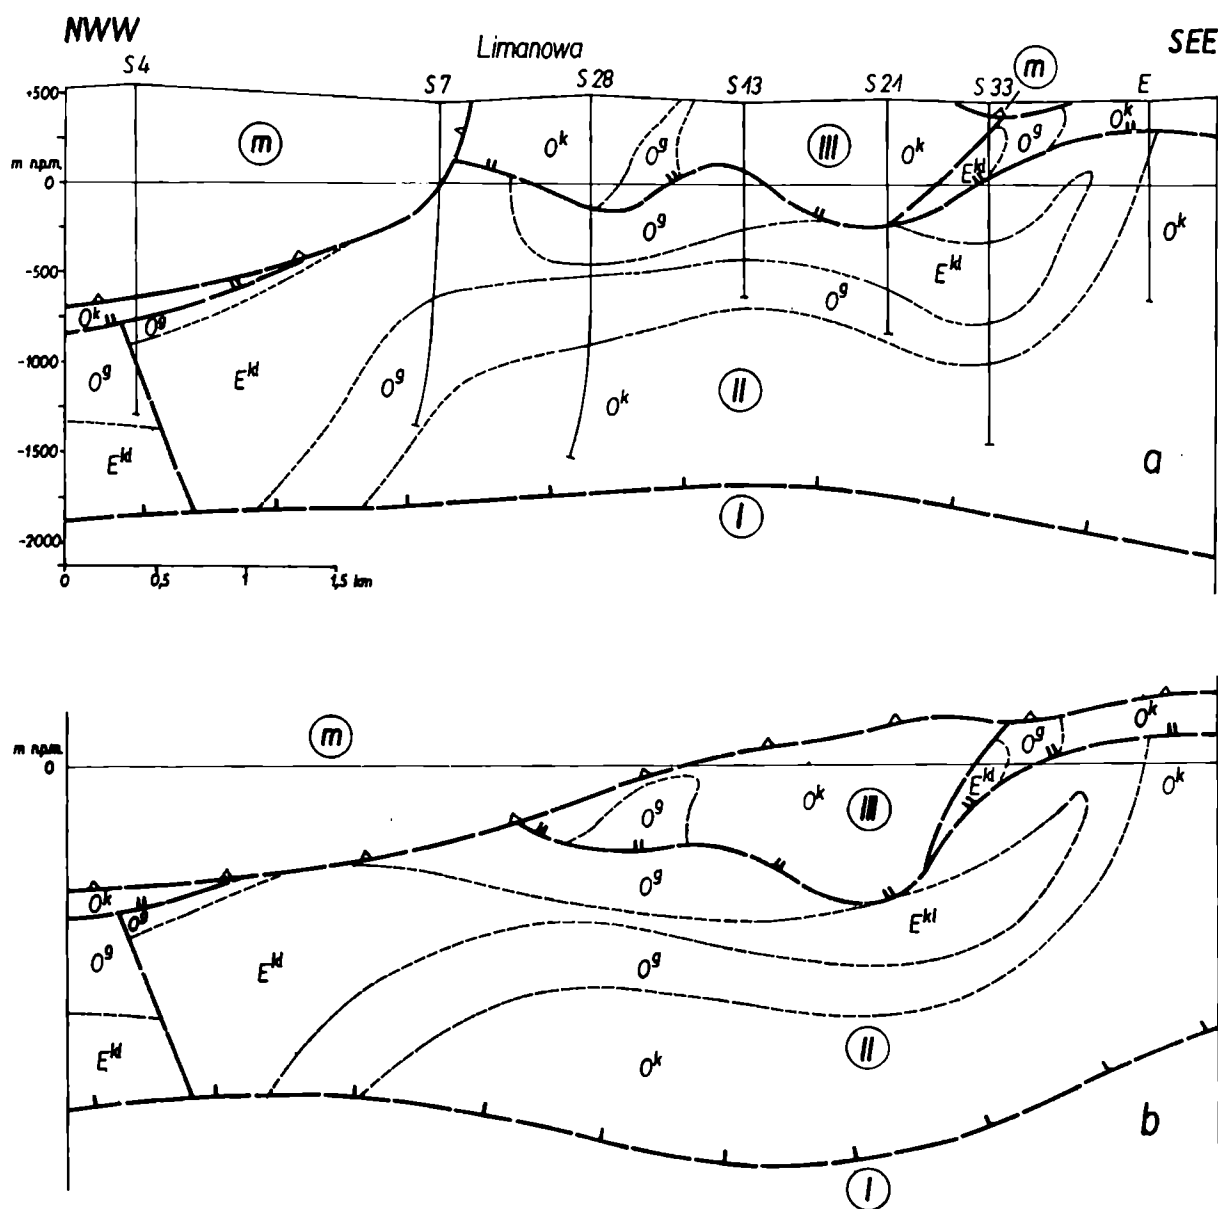 NWW
Limanowa
SEE
S 4
S 7
S 28
S 13
S 21
S 33
m
E
+500
m n.p.m.
0
-500
-1000
-1500
-2000
m
O^k
O^g
III
O^k
O^g
O^k
E^kl
O^g
O^k
E^kl
O^g
O^k
O^g
O^g
E^kl
O^g
II
O^k
E^kl
a
I
0 0,5 1 1,5 km
m
m n.p.m.
0
O^k
O^g
E^kl
O^k
O^g
O^k
III
O^g
O^k
O^g
O^g
E^kl
E^kl
O^g
E^kl
O^k
II
b
I